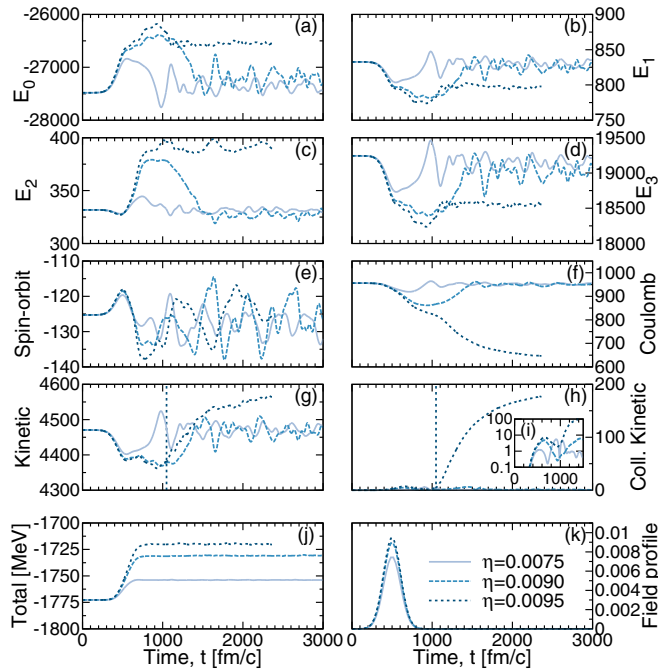 -26000
-27000
-28000
E0
(a)
900
850
800
750
E1
(b)
400
350
300
E2
(c)
19500
19000
18500
18000
E3
(d)
-110
-120
-130
-140
Spin-orbit
(e)
1000
900
800
700
600
Coulomb
(f)
4600
4500
4400
4300
Kinetic
(g)
200
100
0
Coll. Kinetic
(h)
(i)
100
10
1
0.1
0 1000
-1700
-1725
-1750
-1775
-1800
Total [MeV]
(j)
0.01
0.008
0.006
0.004
0.002
0
Field profile
(k)
η=0.0075
η=0.0090
η=0.0095
0 1000 2000 3000
0 1000 2000 3000
Time, t [fm/c]
Time, t [fm/c]